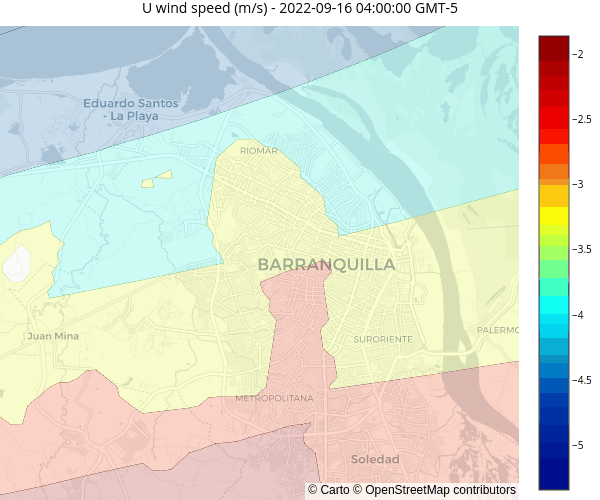 U wind speed (m/s) - 2022-09-16 04:00:00 GMT-5
Eduardo Santos
- La Playa
RIOMAR
BARRANQUILLA
Juan Mina
SURORIENTE
PALERMO
METROPOLITANA
Soledad
© Carto © OpenStreetMap contributors
−2
−2.5
−3
−3.5
−4
−4.5
−5